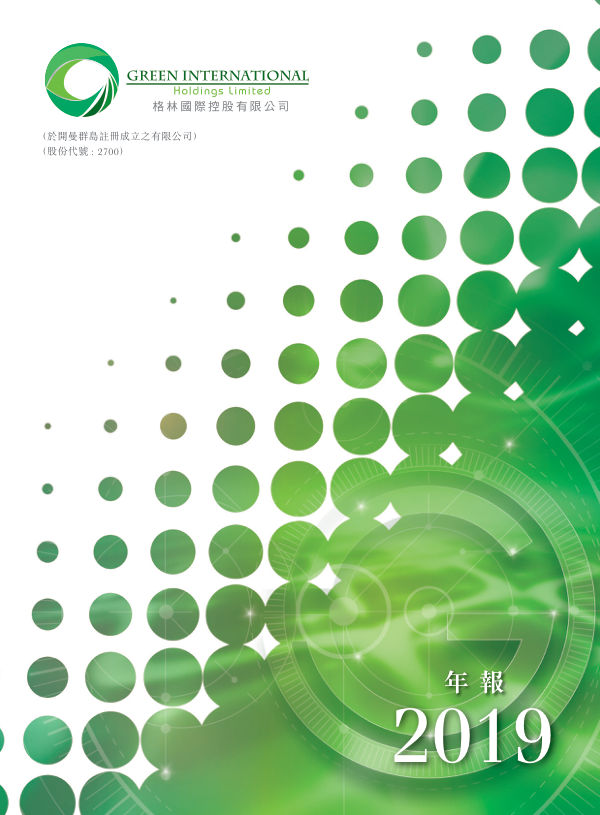 GREEN INTERNATIONAL
Holdings Limited
格林國際控股有限公司
(於開曼群島註冊成立之有限公司)
(股份代號 : 2700)
年報
2019